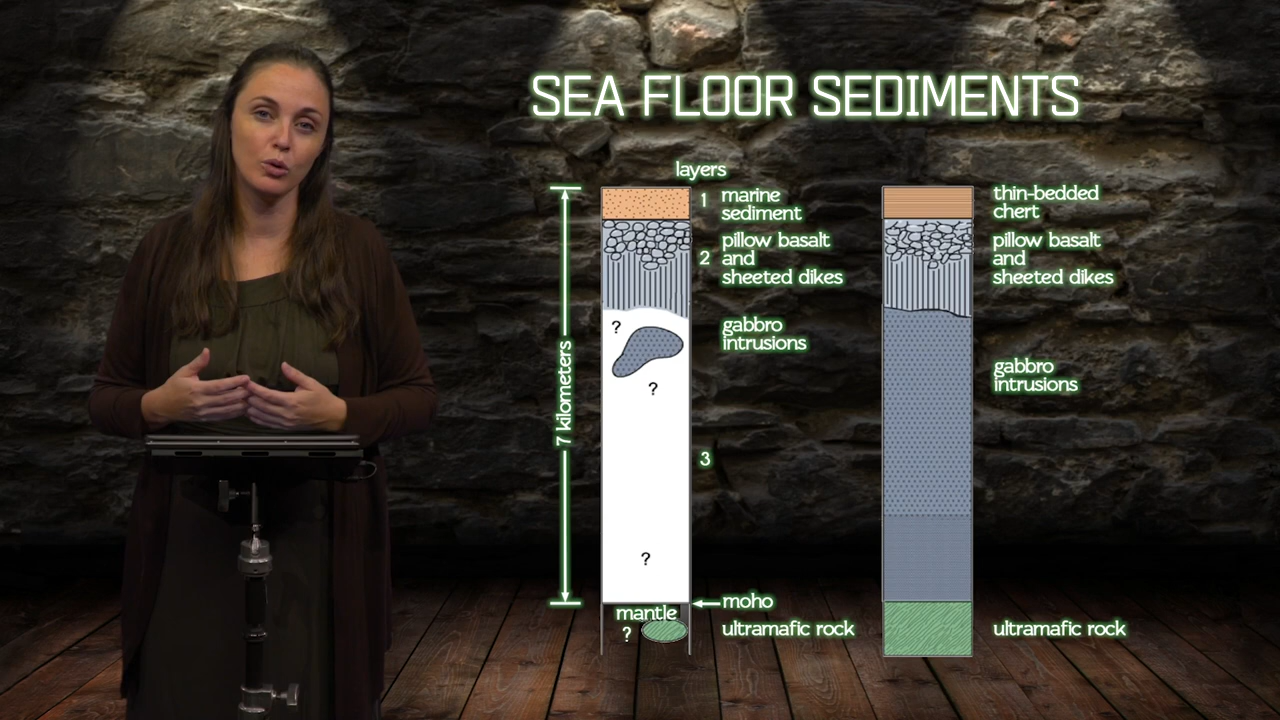 SEA FLOOR SEDIMENTS
layers
1
marine
sediment
2
pillow basalt
and
sheeted dikes
?
gabbro
intrusions
?
7 kilometers
3
?
moho
mantle
?
ultramafic rock
thin-bedded
chert
pillow basalt
and
sheeted dikes
gabbro
intrusions
ultramafic rock